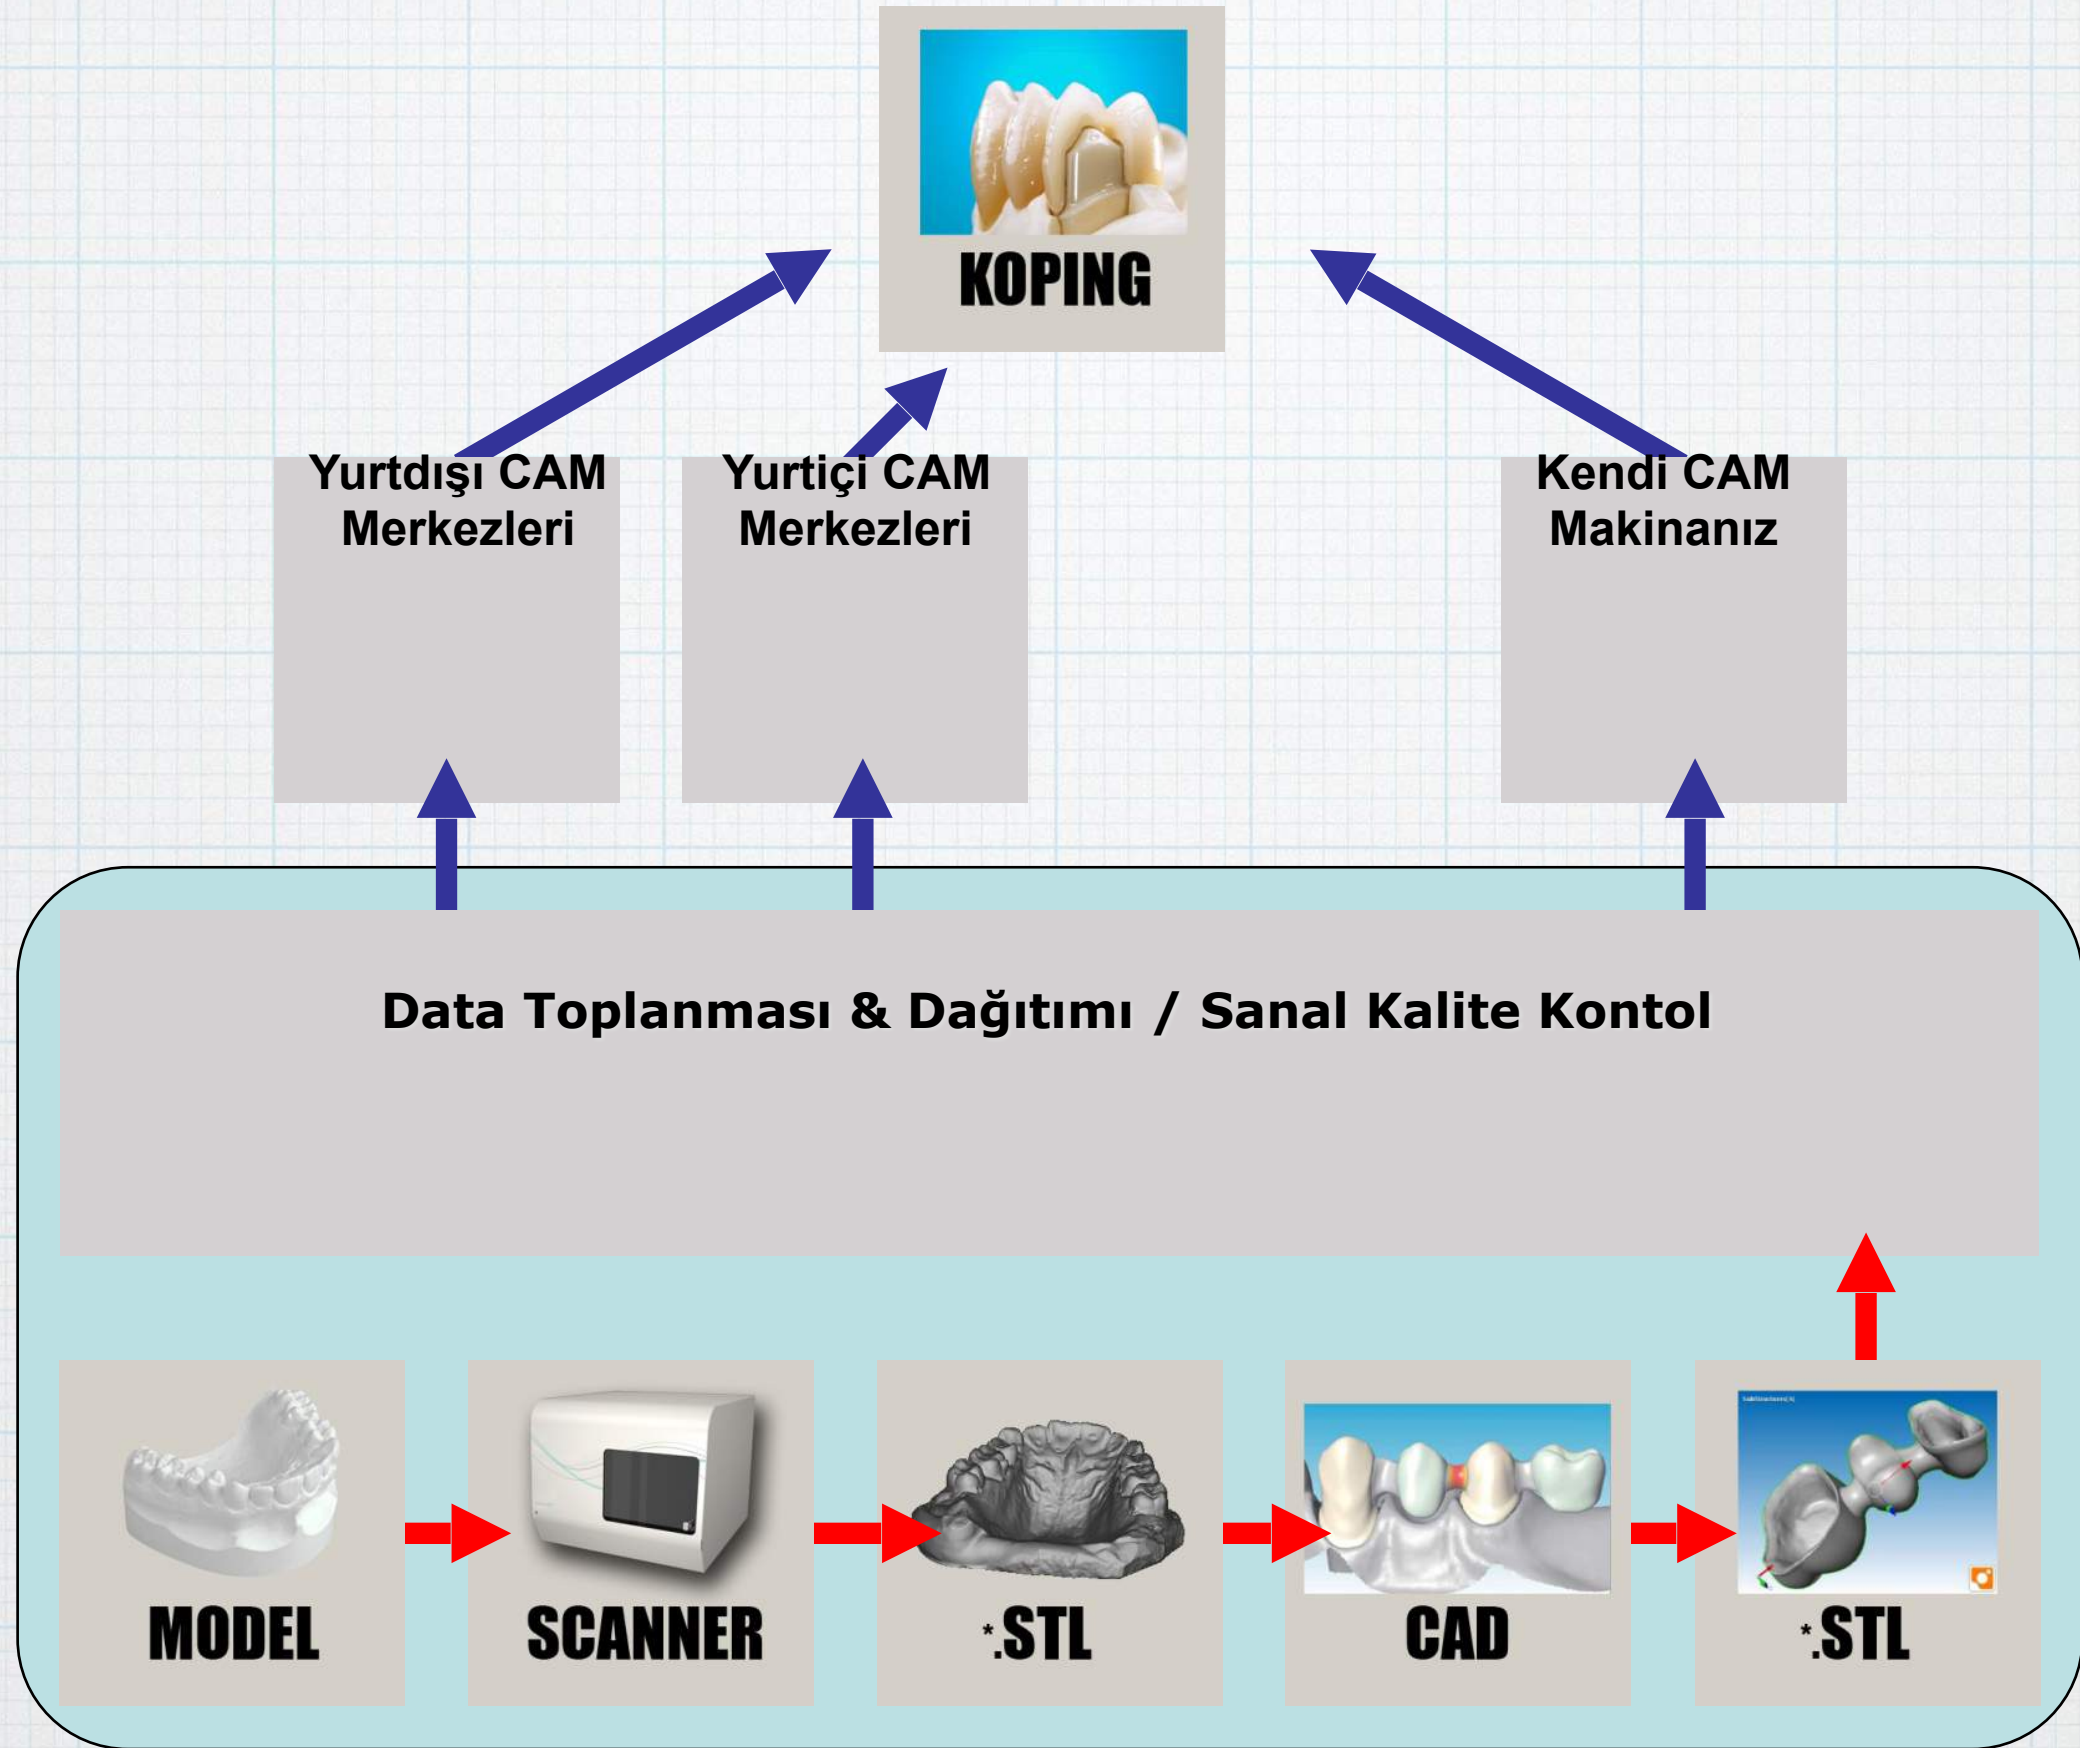 KOPING
Yurtdışı CAM
Merkezleri
Yurtiçi CAM
Merkezleri
Kendi CAM
Makinanız
Data Toplanması & Dağıtımı / Sanal Kalite Kontol
MODEL
SCANNER
*.STL
CAD
*.STL